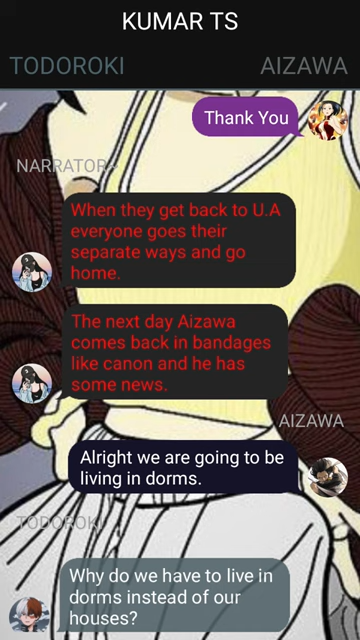 KUMAR TS
TODOROKI
AIZAWA
Thank You
NARRATOR
When they get back to U.A
everyone goes their
separate ways and go
home.
The next day Aizawa
comes back in bandages
like canon and he has
some news.
AIZAWA
Alright we are going to be
living in dorms.
TODOROKI
Why do we have to live in
dorms instead of our
houses?